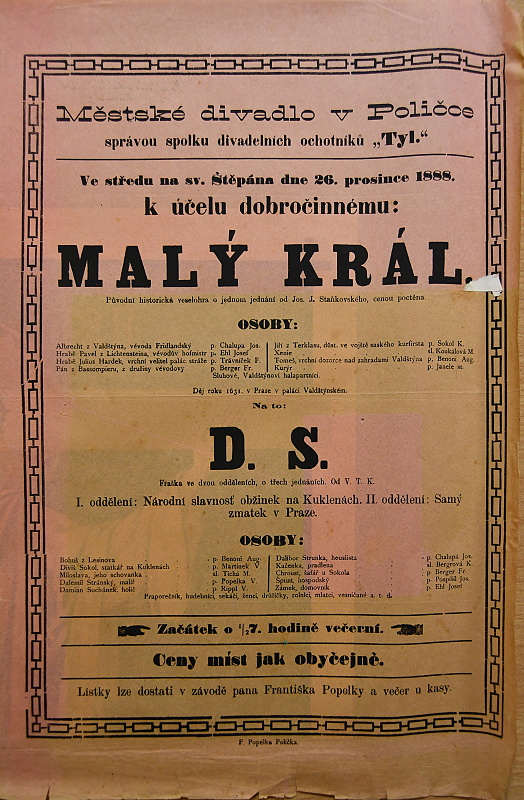 Městské divadlo v Poličce
správou spolku divadelních ochotníků „Tyl.“
Ve středu na sv. Štěpána dne 26. prosince 1888.
k účelu dobročinnému:
MALÝ KRÁL.
Původní historická veselohra o jednom jednání od Jos. J. Staňkovského, cenou poctěna.
OSOBY:
Albrecht z Valdštýna, vévoda Fridlandský p. Chalupa Jos.
Hrabě Pavel z Lichtensteina, vévodův hofmistr p. Ehl Josef
Hrabě Julius Hardek, vrchní velitel palác. stráže p. Trávníček F.
Pán z Bassompieru, z družiny vévodovy p. Berger Fr.
Jiří z Terklasu, důst. ve vojště saského kurfirsta p. Sokol K.
Xenie sl. Koukalová M.
Tomeš, vrchní dozorce nad zahradami Valdštýna p. Benoni Aug.
Kurýr p. Janele st.
Sluhové, Valdštýnovi halapartníci.
Děj roku 1631. v Praze v paláci Valdštýnském.
Na to:
D. S.
Fraška ve dvou odděleních, o třech jednáních. Od V. T. K.
I. oddělení: Národní slavnosť obžinek na Kuklenách. II. oddělení: Samý
zmatek v Praze.
OSOBY:
Bohuš z Lesinova p. Benoni Aug.
Diviš Sokol, statkář na Kuklenách p. Martinek V.
Miloslava, jeho schovanka sl. Tichá M.
Dalemil Stránský, malíř p. Popelka V.
Damian Suchánek, holič p. Rippl V.
Dalibor Strunka, houslista p. Chalupa Jos.
Kačenka, pradlena sl. Bergrova K.
Chroust, šafář u Sokola p. Berger Fr.
Špunt, hospodský p. Pospíšil Jos.
Zámek, domovník p. Ehl Josef
Praporečník, hudebníci, sekáči, ženci, družičky, rolníci, mlatci, vesničané a. t. d.
Začátek o 1/27. hodině večerní.
Ceny míst jak obyčejně.
Lístky lze dostati v závodě pana Františka Popelky a večer u kasy.
F. Popelka Polička.